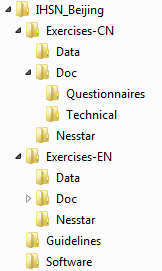 IHSN_Beijing
Exercises-CN
Data
Doc
Questionnaires
Technical
Nesstar
Exercises-EN
Data
Doc
Nesstar
Guidelines
Software